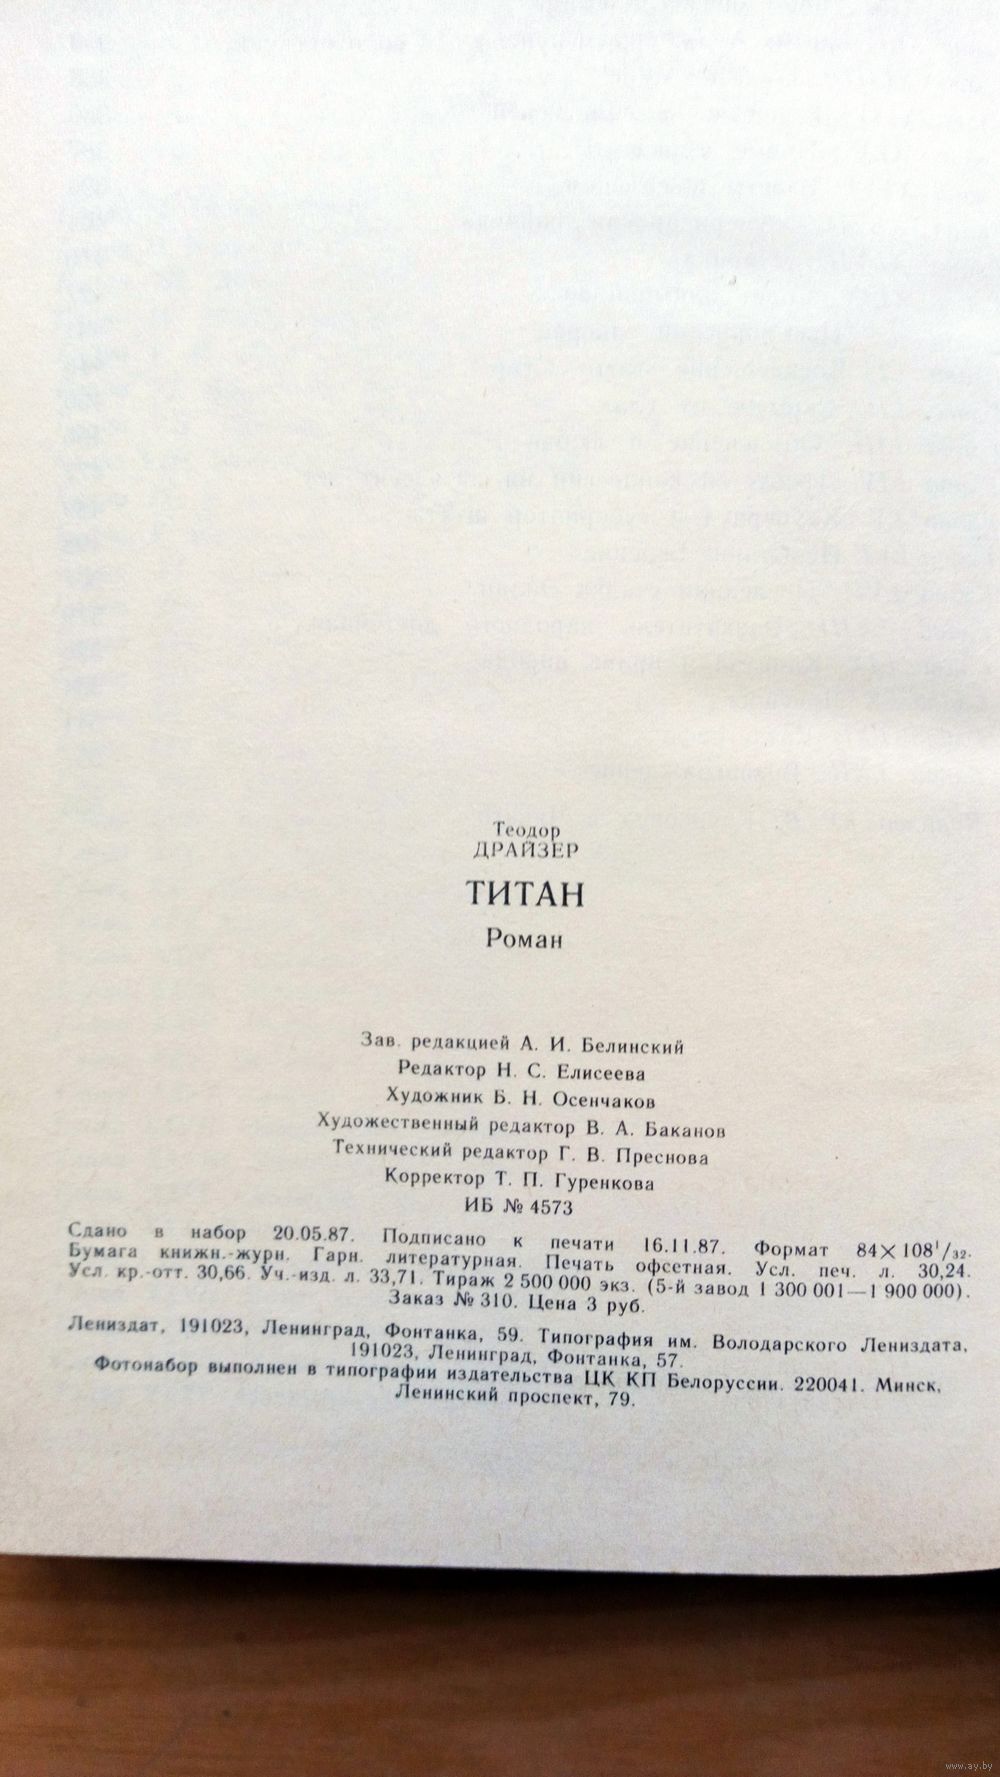 Теодор
ДРАЙЗЕР
ТИТАН
Роман
Зав. редакцией А. И. Белинский
Редактор Н. С. Елисеева
Художник Б. Н. Осенчаков
Художественный редактор В. А. Баканов
Технический редактор Г. В. Преснова
Корректор Т. П. Гуренкова
ИБ № 4573
Сдано в набор 20.05.87. Подписано к печати 16.11.87. Формат 84×108¹/₃₂.
Бумага книжн.-журн. Гарн. литературная. Печать офсетная. Усл. печ. л. 30,24.
Усл. кр.-отт. 30,66. Уч.-изд. л. 33,71. Тираж 2 500 000 экз. (5-й завод 1 300 001—1 900 000).
Заказ № 310. Цена 3 руб.
Лениздат, 191023, Ленинград, Фонтанка, 59. Типография им. Володарского Лениздата,
191023, Ленинград, Фонтанка, 57.
Фотонабор выполнен в типографии издательства ЦК КП Белоруссии. 220041. Минск,
Ленинский проспект, 79.
www.ay.by